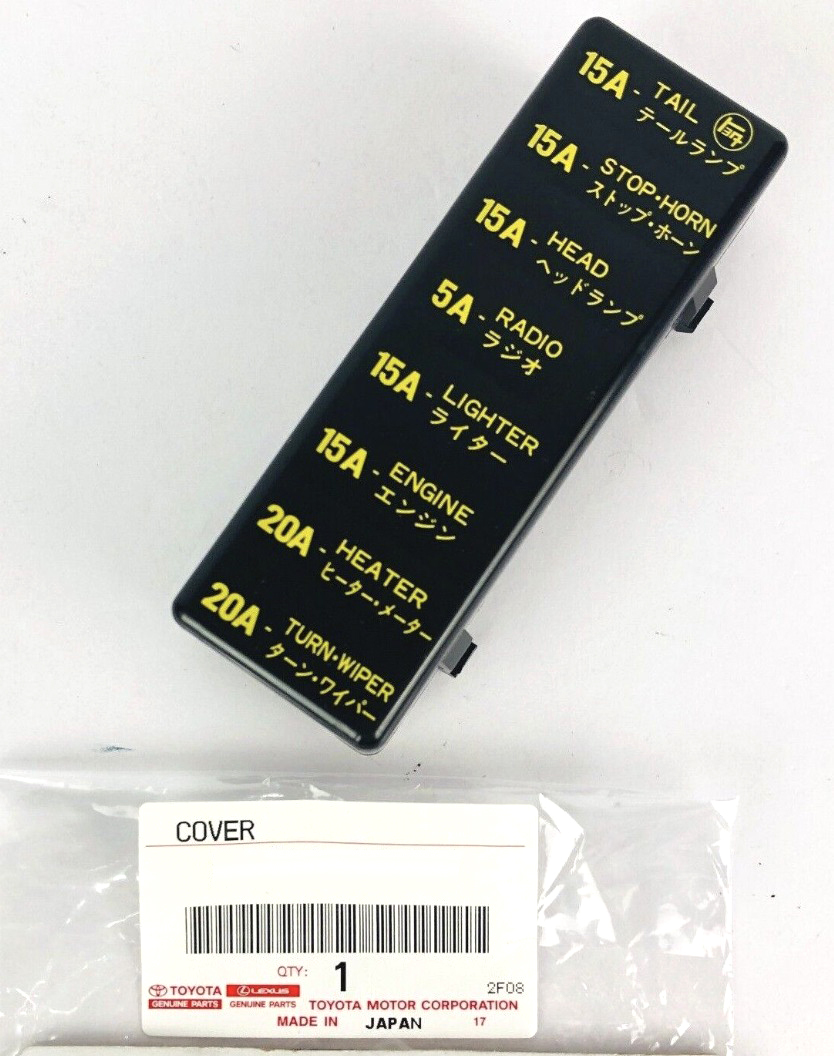 15A - TAIL
テールランプ
トヨタ
15A - STOP・HORN
ストップ・ホーン
15A - HEAD
ヘッドランプ
5A - RADIO
ラジオ
15A - LIGHTER
ライター
15A - ENGINE
エンジン
20A - HEATER
ヒーター・メーター
20A - TURN・WIPER
ターン・ワイパー
COVER
QTY: 1
2F08
TOYOTA LEXUS
GENUINE PARTS GENUINE PARTS TOYOTA MOTOR CORPORATION
MADE IN JAPAN 17